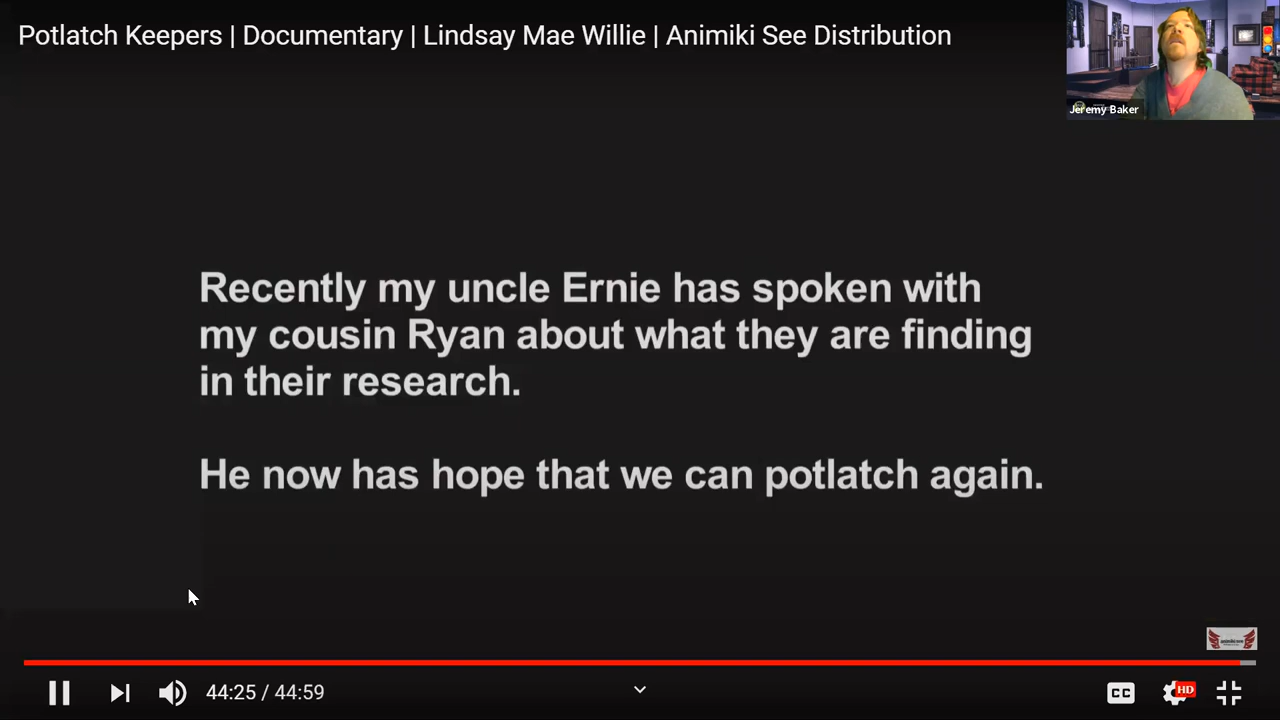 Potlatch Keepers | Documentary | Lindsay Mae Willie | Animiki See Distribution
Jeremy Baker
Recently my uncle Ernie has spoken with
my cousin Ryan about what they are finding
in their research.
He now has hope that we can potlatch again.
44:25 / 44:59
CC
HD